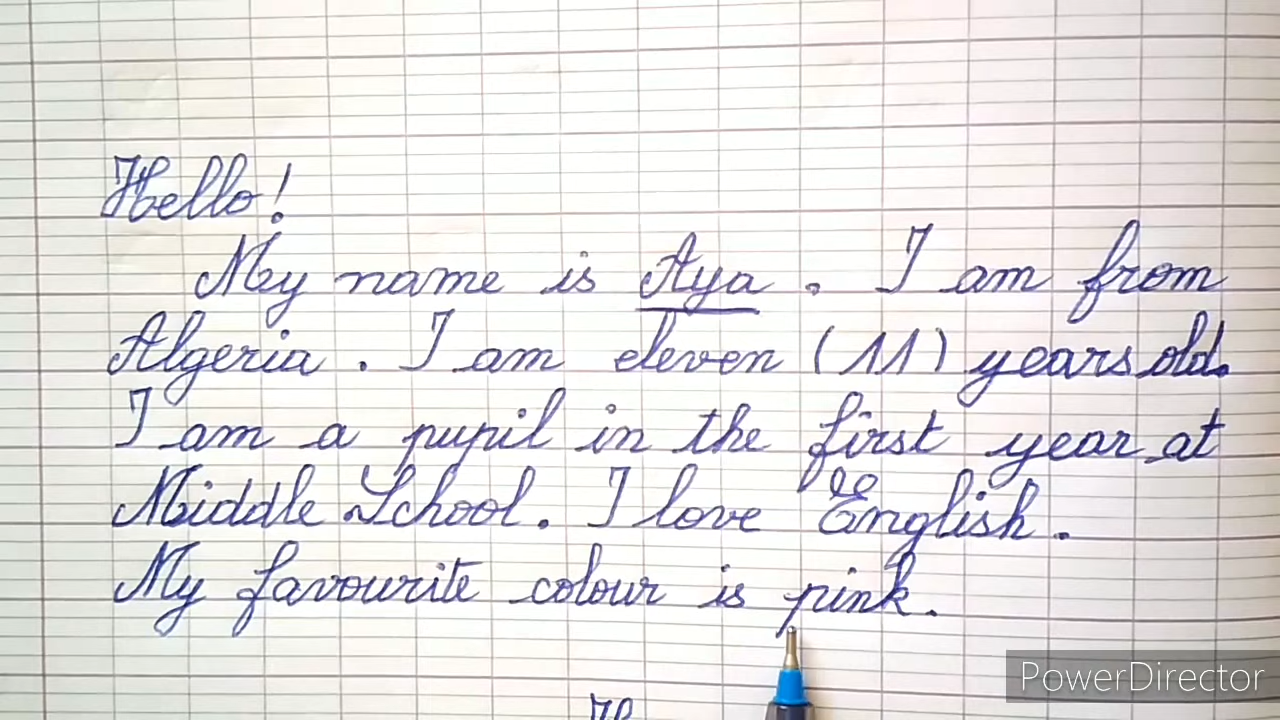 Hello!
My name is Aya. I am from
Algeria. I am eleven (11) years old.
I am a pupil in the first year at
Middle School. I love English.
My favourite colour is pink.
PowerDirector